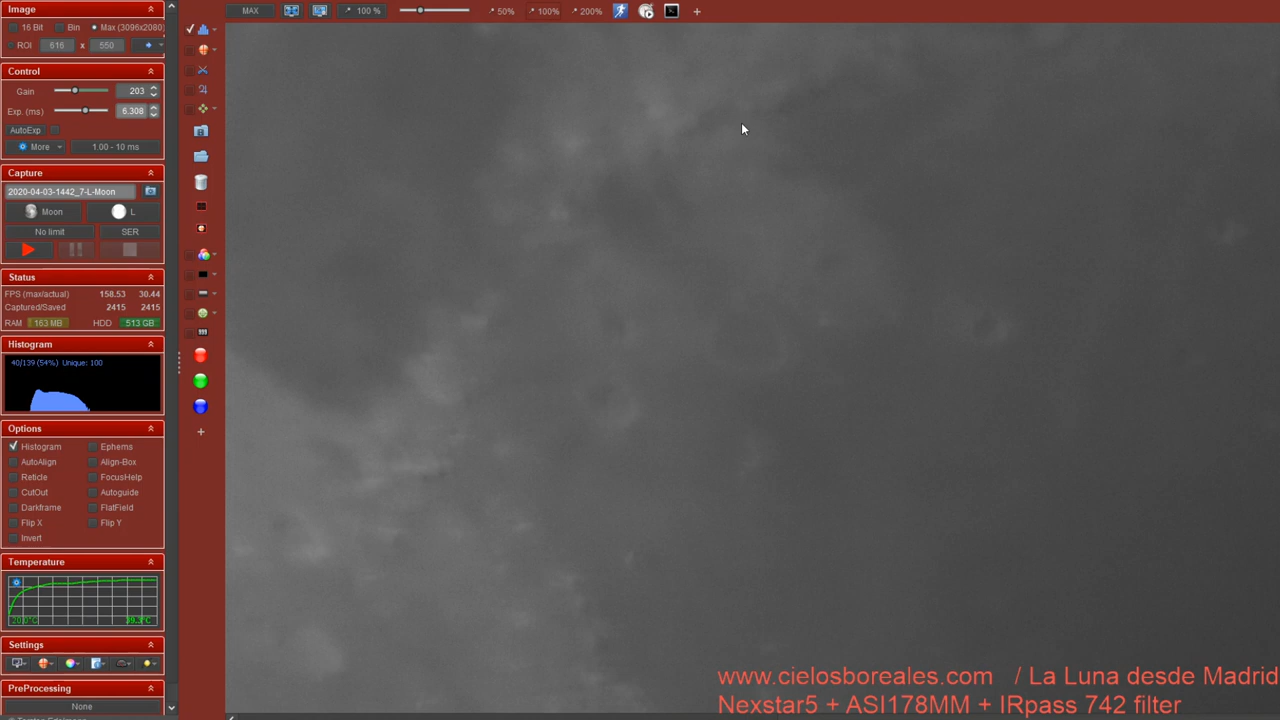 Image
16 Bit Bin Max (3096x2080)
ROI 616 x 550
Control
Gain 203
Exp. (ms) 6.308
AutoExp
More 1.00 - 10 ms
Capture
2020-04-03-1442_7-L-Moon
Moon L
No limit SER
Status
FPS (max/actual) 158.53 30.44
Captured/Saved 2415 2415
RAM 163 MB HDD 513 GB
Histogram
40/139 (54%) Unique: 100
Options
Histogram Ephems
AutoAlign Align-Box
Reticle FocusHelp
CutOut Autoguide
Darkframe FlatField
Flip X Flip Y
Invert
Temperature
20.0°C 39.3°C
Settings
PreProcessing
None
MAX 100 % 50% 100% 200%
www.cielosboreales.com / La Luna desde Madrid
Nexstar5 + ASI178MM + IRpass 742 filter